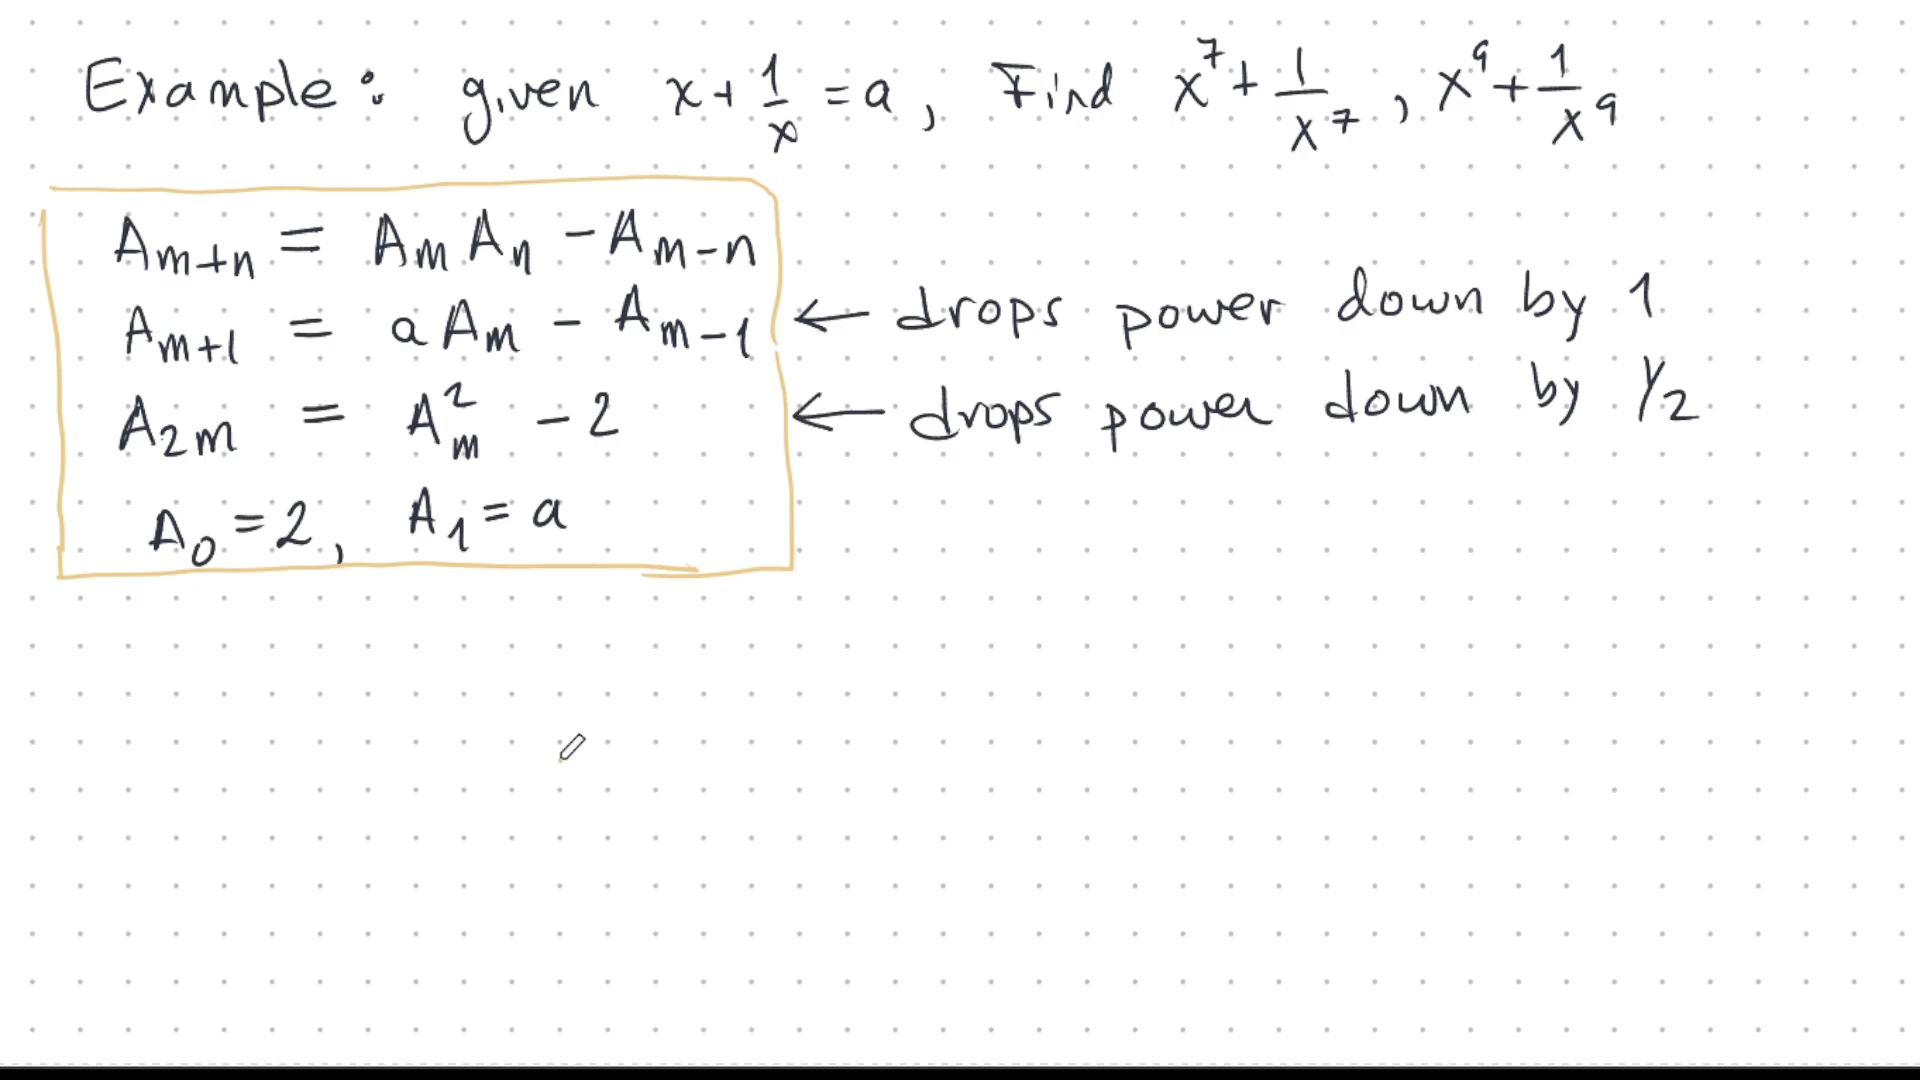 Example: given x + 1/x = a, Find x^7 + 1/x^7, x^9 + 1/x^9
A_{m+n} = A_m A_n - A_{m-n}
A_{m+1} = a A_m - A_{m-1} ← drops power down by 1
A_{2m} = A_m^2 - 2 ← drops power down by 1/2
A_0 = 2, A_1 = a